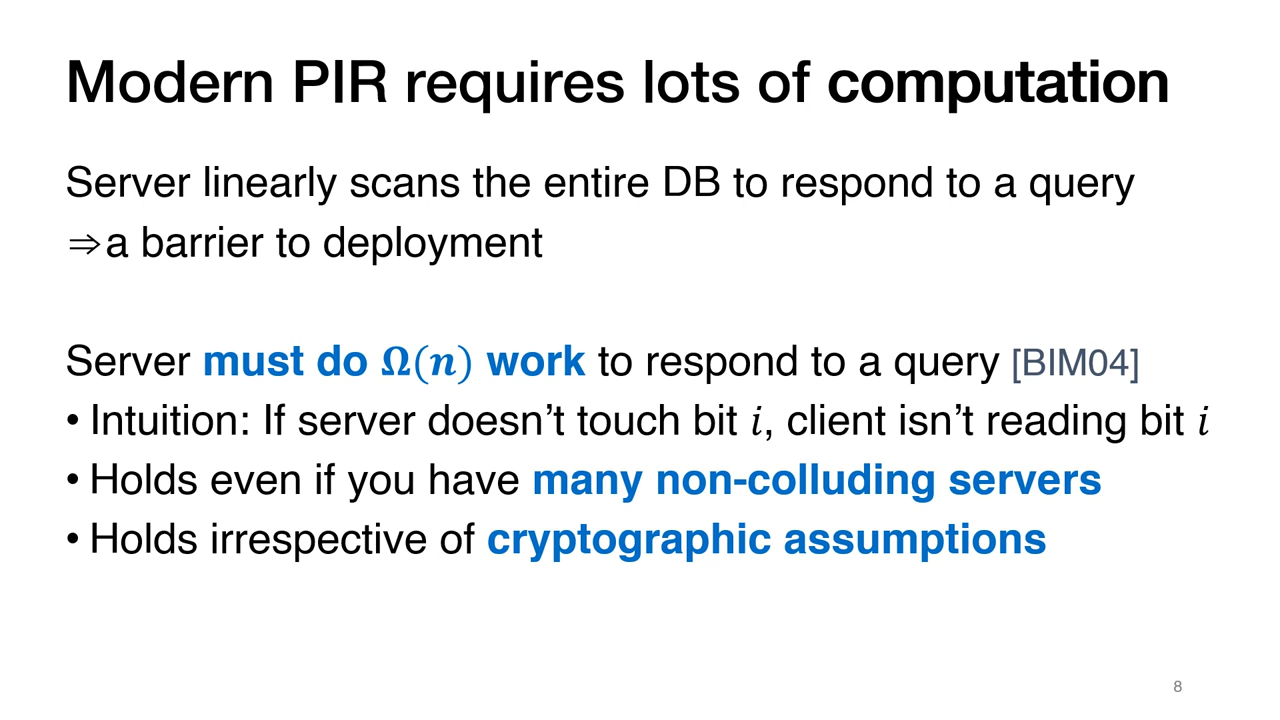 Modern PIR requires lots of computation
Server linearly scans the entire DB to respond to a query
⇒a barrier to deployment
Server must do Ω(n) work to respond to a query [BIM04]
• Intuition: If server doesn’t touch bit i, client isn’t reading bit i
• Holds even if you have many non-colluding servers
• Holds irrespective of cryptographic assumptions
8